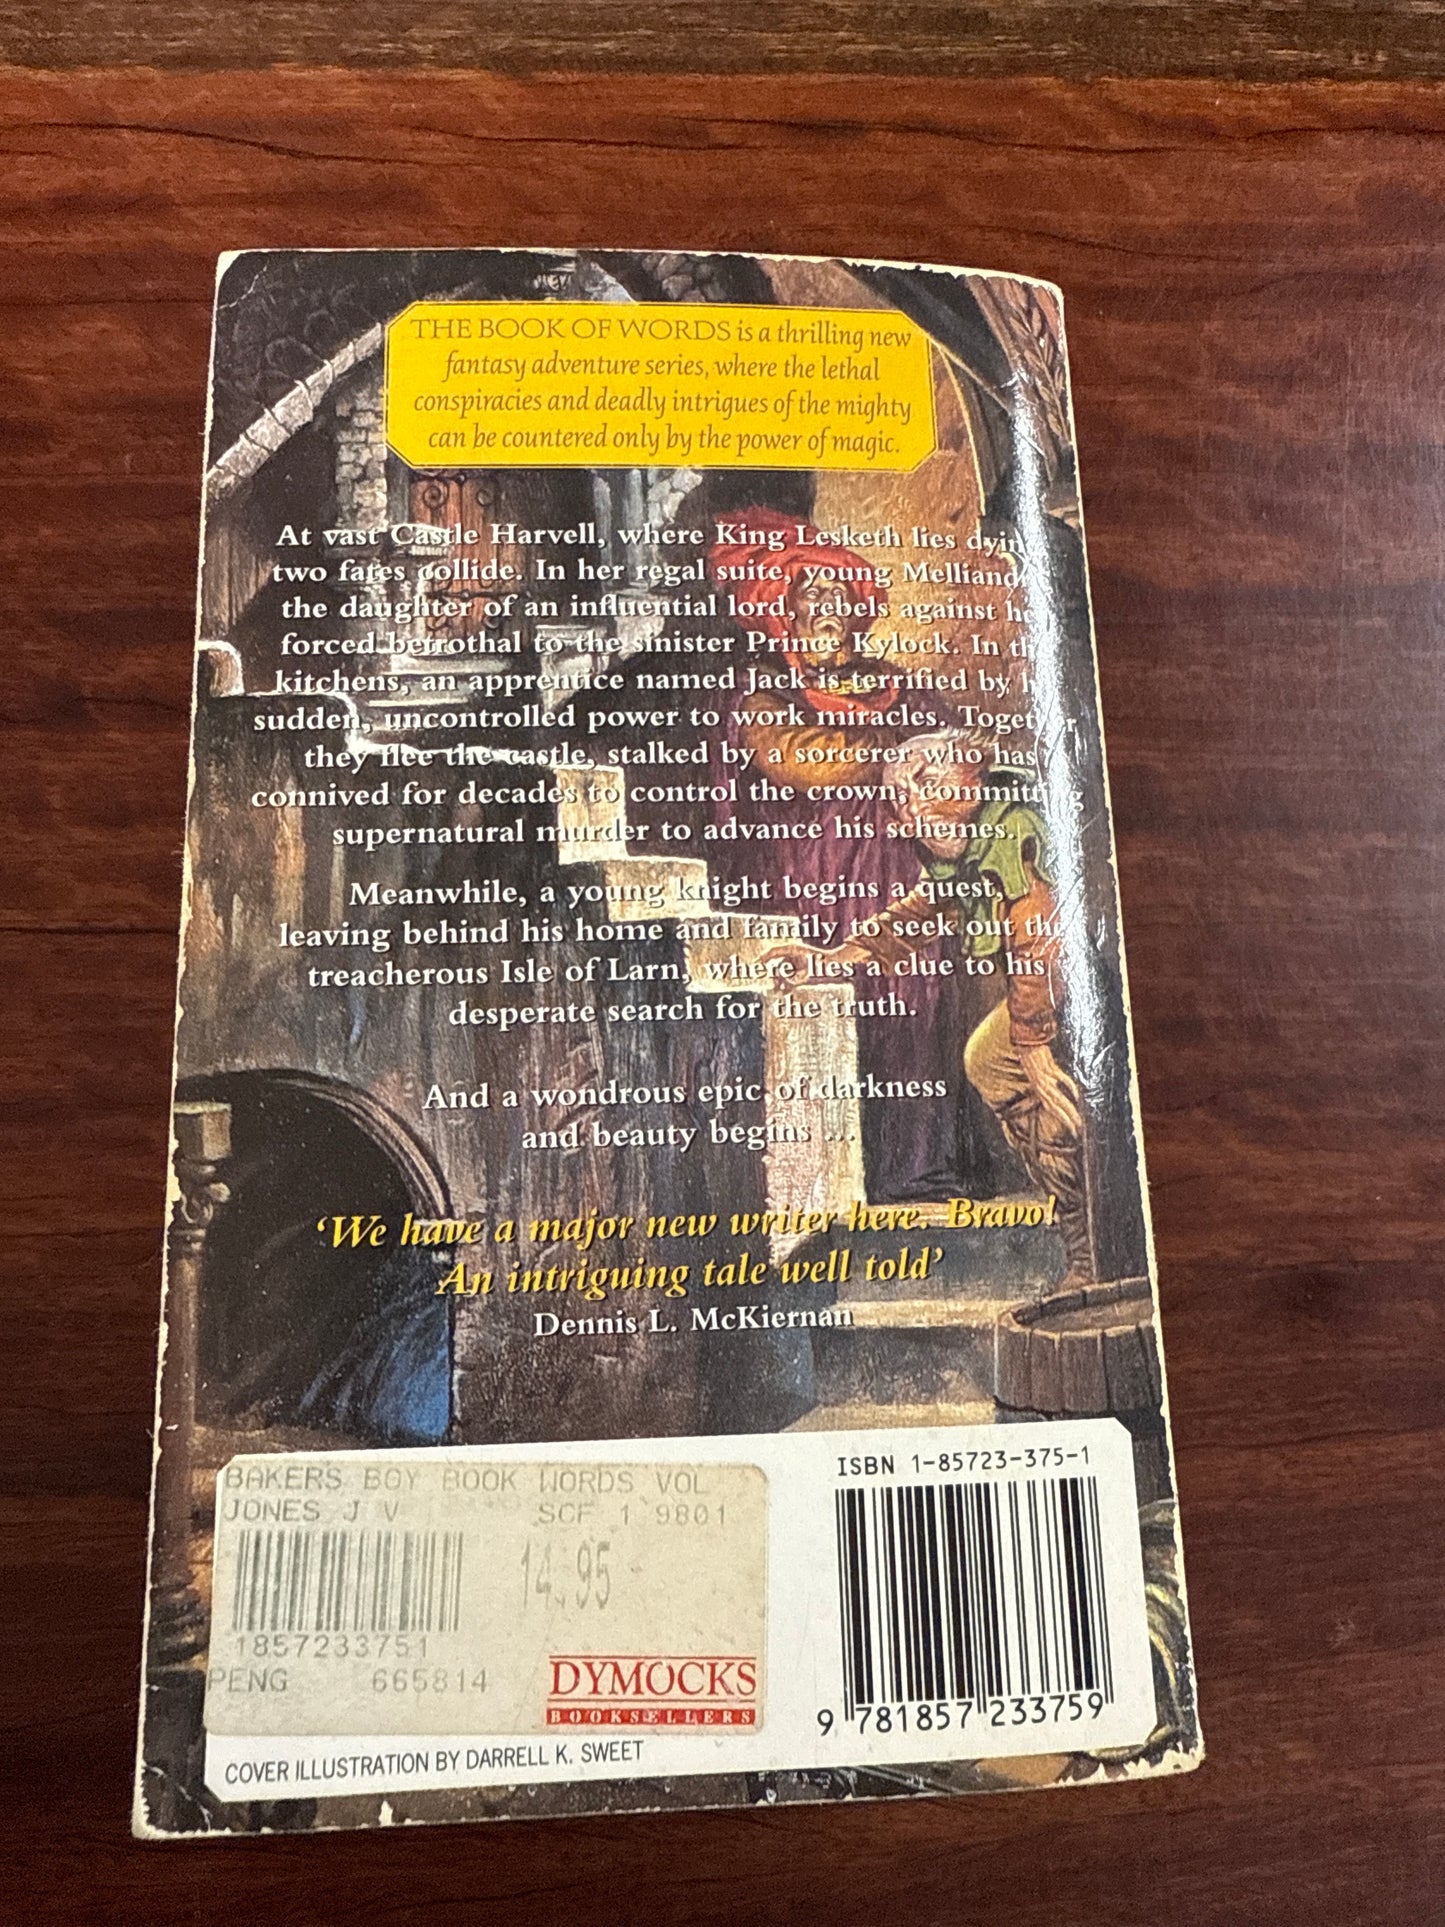 THE BOOK OF WORDS is a thrilling new
fantasy adventure series, where the lethal
conspiracies and deadly intrigues of the mighty
can be countered only by the power of magic.
At vast Castle Harvell, where King Lesketh lies
two fates collide. In her regal suite, young
the daughter of an influential lord, rebels against
forced betrothal to the sinister Prince Kylock. In
kitchens, an apprentice named Jack is terrified by
sudden, uncontrolled power to work miracles. Together
they flee the castle, stalked by a sorcerer who has
connived for decades to control the crown, committing
supernatural murder to advance his schemes.
Meanwhile, a young knight begins a quest,
leaving behind his home and family to seek out the
treacherous Isle of Larn, where lies a clue to his
desperate search for the truth.
And a wondrous epic of darkness
and beauty begins ...
‘We have a major new writer here. Bravo!
An intriguing tale well told’
Dennis L. McKiernan
BAKERS BOY BOOK WORDS VOL
JONES J V SCF 1 9801
14.95
1857233751
PENG 665814
DYMOCKS
BOOKSELLERS
ISBN 1-85723-375-1
9 781857 233759
COVER ILLUSTRATION BY DARRELL K. SWEET